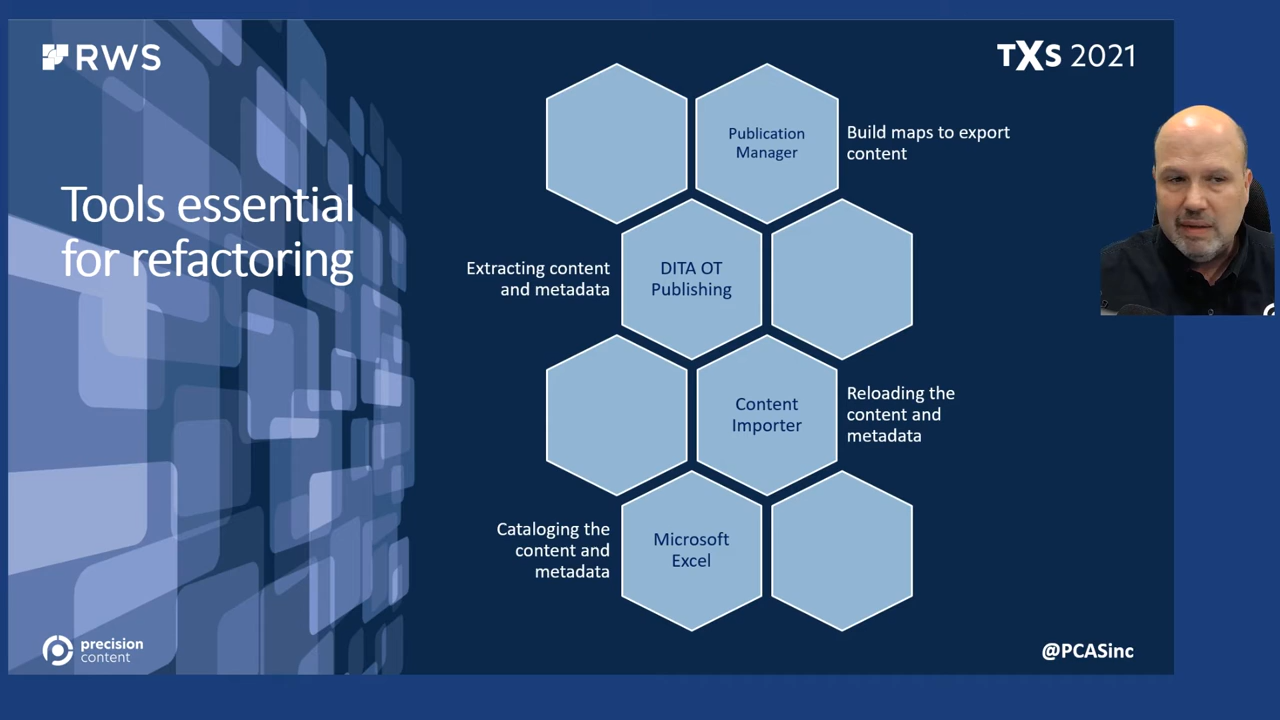 RWS
TXS 2021
Tools essential
for refactoring
Publication
Manager
Build maps to export
content
Extracting content
and metadata
DITA OT
Publishing
Content
Importer
Reloading the
content and
metadata
Cataloging the
content and
metadata
Microsoft
Excel
precision
content
@PCASinc